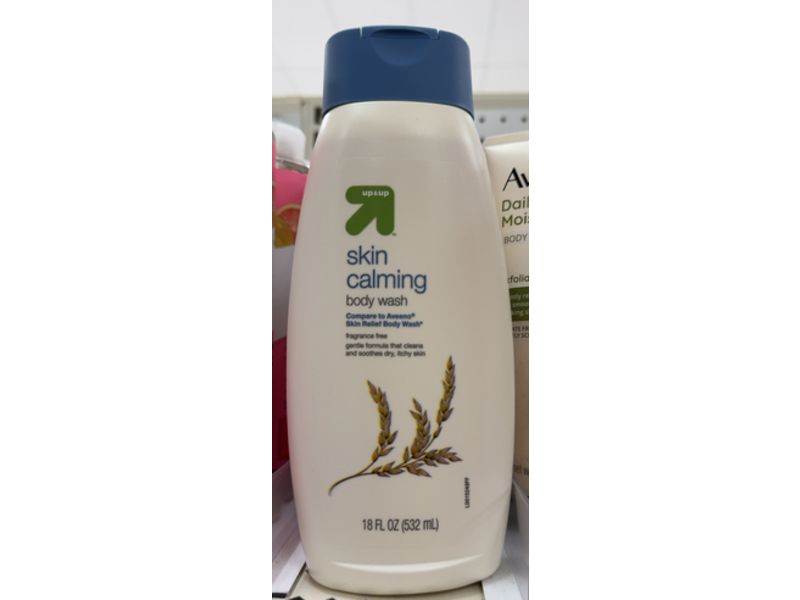 up&up
skin
calming
body wash
Compare to Aveeno®
Skin Relief Body Wash*
fragrance free
gentle formula that cleans
and soothes dry, itchy skin
18 FL OZ (532 mL)
Av
Dail
Mois
BODY
xfolia